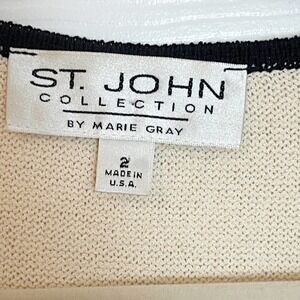 ST. JOHN
COLLECTION
BY MARIE GRAY
2
MADE IN
U.S.A.